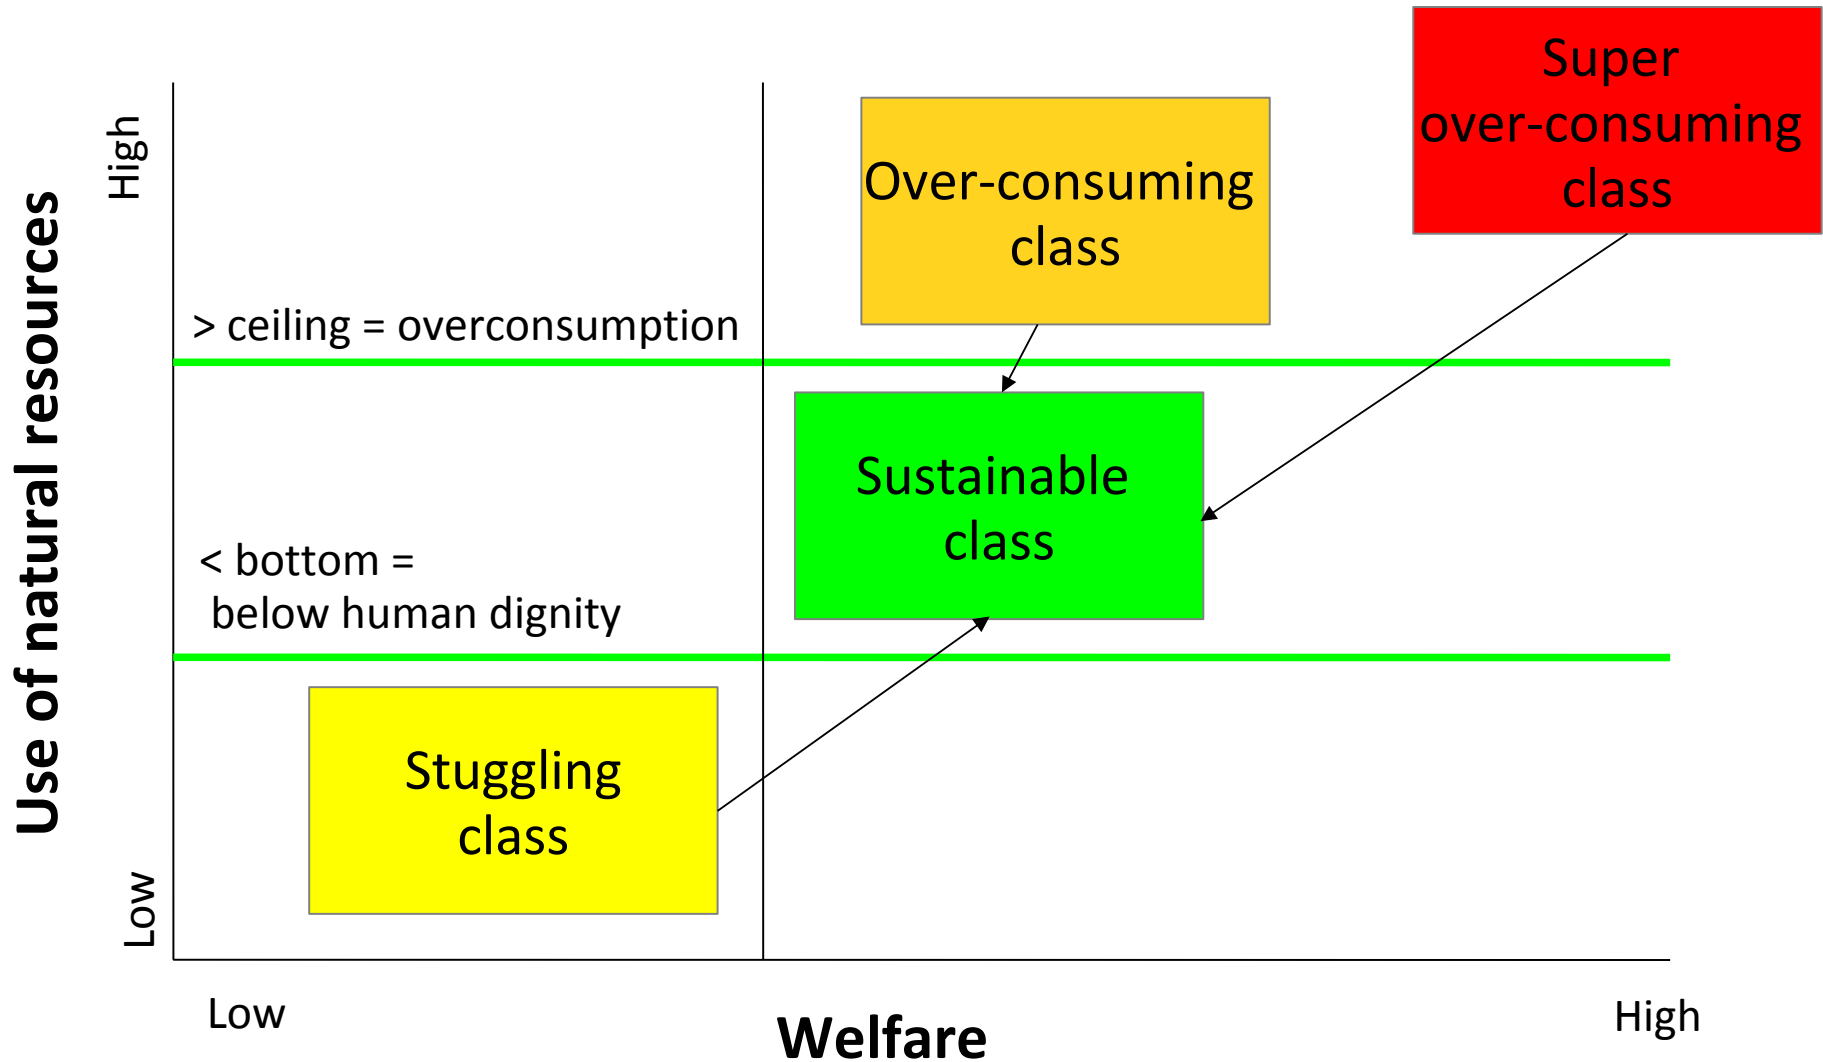 Super
over-consuming
class
Over-consuming
class
High
Use of natural resources
> ceiling = overconsumption
Sustainable
class
< bottom =
below human dignity
Stuggling
class
Low
Low
Welfare
High